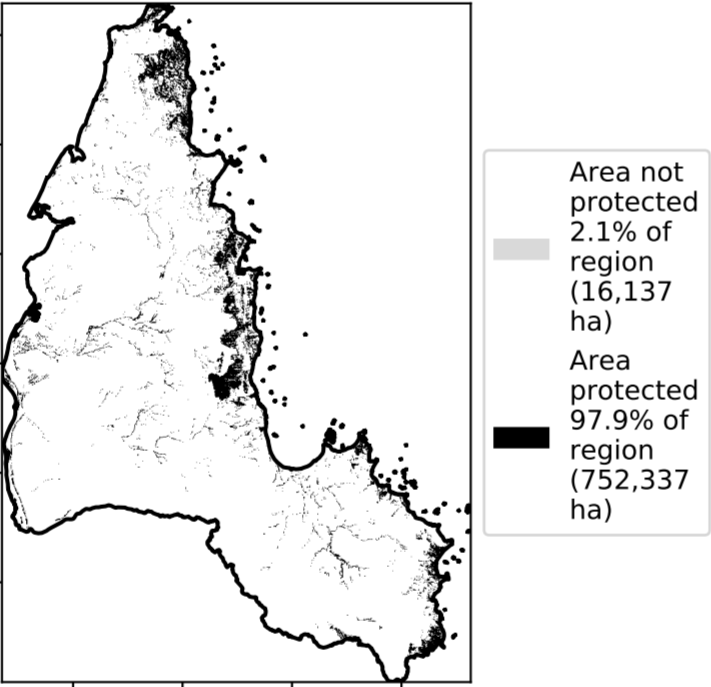 Area not
protected
2.1% of
region
(16,137
ha)
Area
protected
97.9% of
region
(752,337
ha)